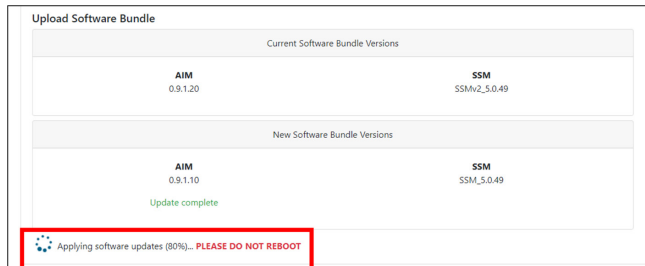 Upload Software Bundle
Current Software Bundle Versions
AIM SSM
0.9.1.20 SSMv2_5.0.49
New Software Bundle Versions
AIM SSM
0.9.1.10 SSM_5.0.49
Update complete
Applying software updates (80%)... PLEASE DO NOT REBOOT